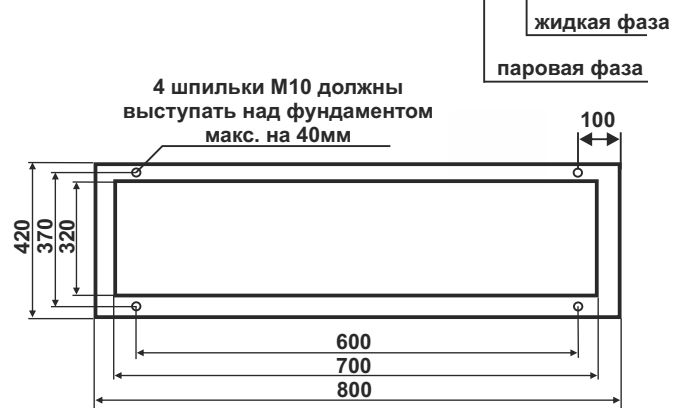 жидкая фаза
паровая фаза
4 шпильки М10 должны
выступать над фундаментом
макс. на 40мм
100
420
370
320
600
700
800